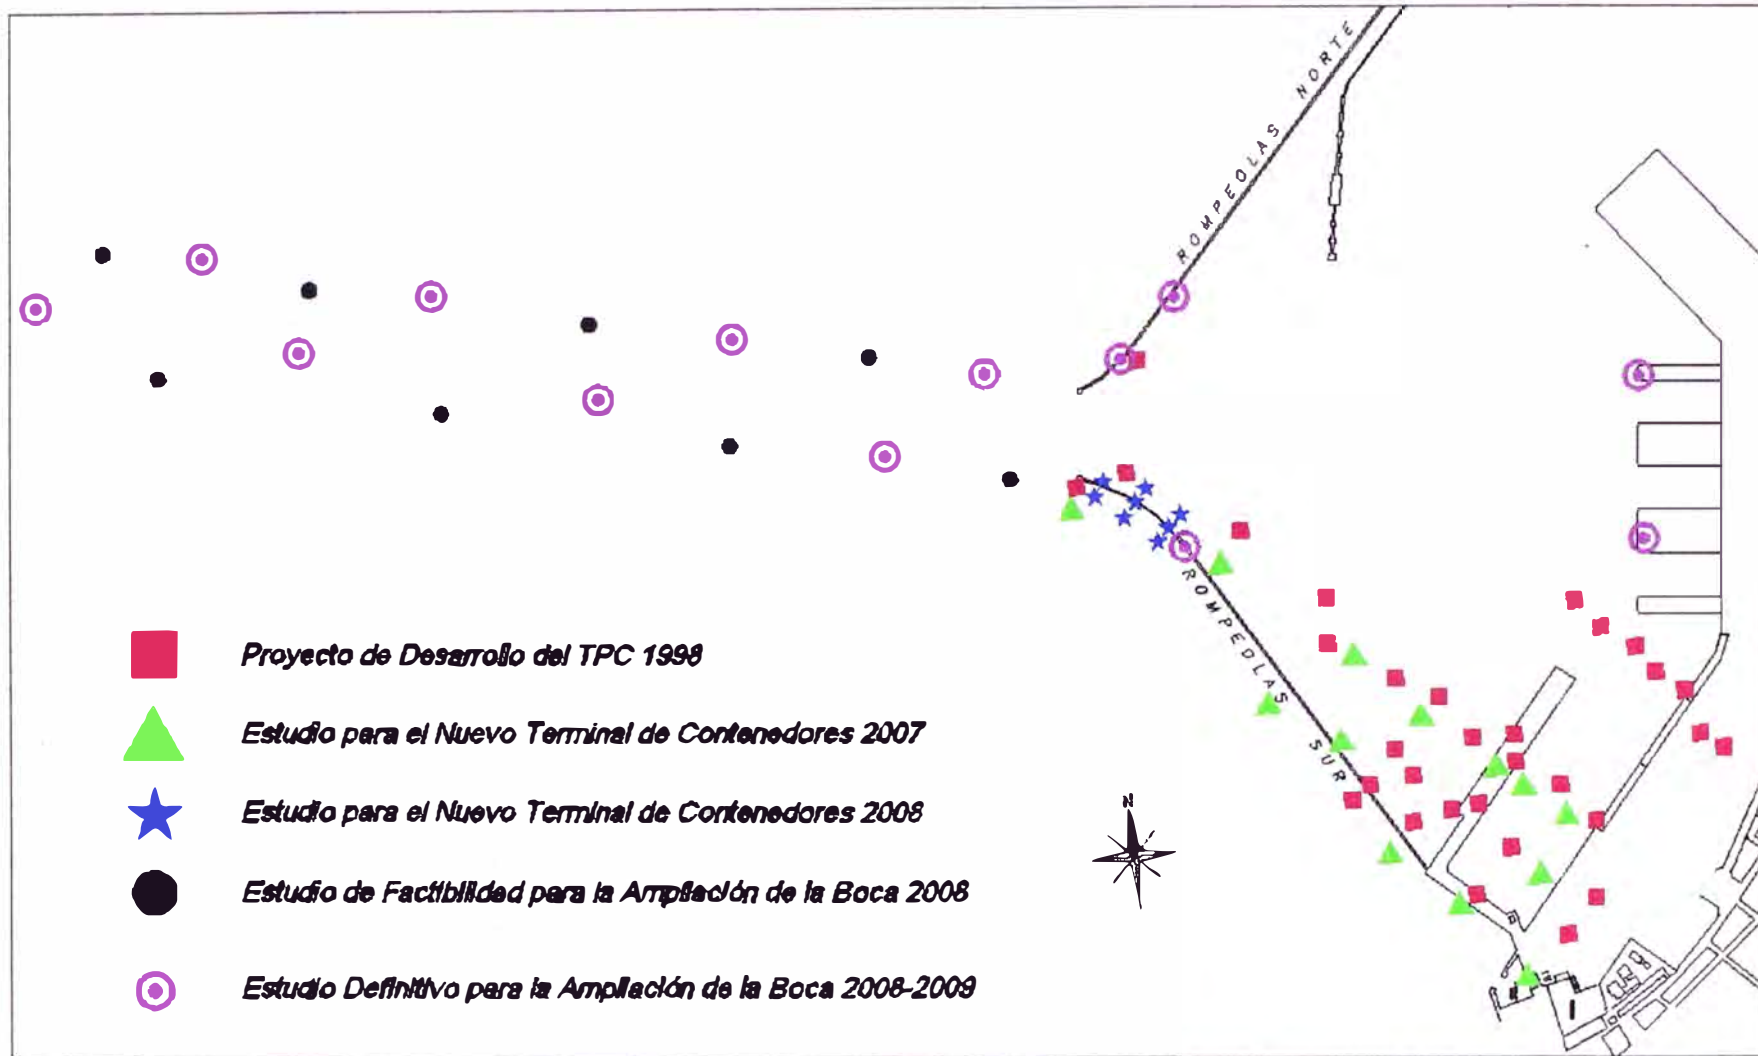 ROMPEOLAS NORTE
ROMPEOLAS SUR
Proyecto de Desarrollo del TPC 1998
Estudio para el Nuevo Terminal de Contenedores 2007
Estudio para el Nuevo Terminal de Contenedores 2008
N
Estudio de Factibilidad para la Ampliación de la Boca 2008
Estudio Definitivo para la Ampliación de la Boca 2008-2009